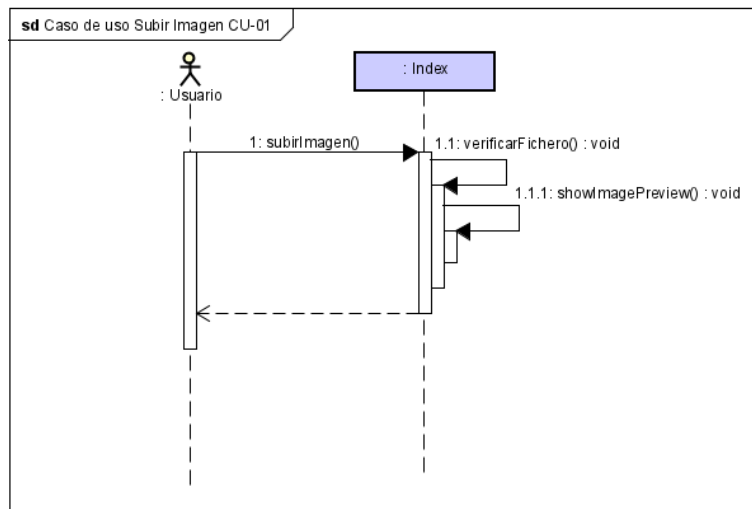 sd Caso de uso Subir Imagen CU-01
: Usuario
: Index
1: subirImagen()
1.1: verificarFichero() : void
1.1.1: showImagePreview() : void